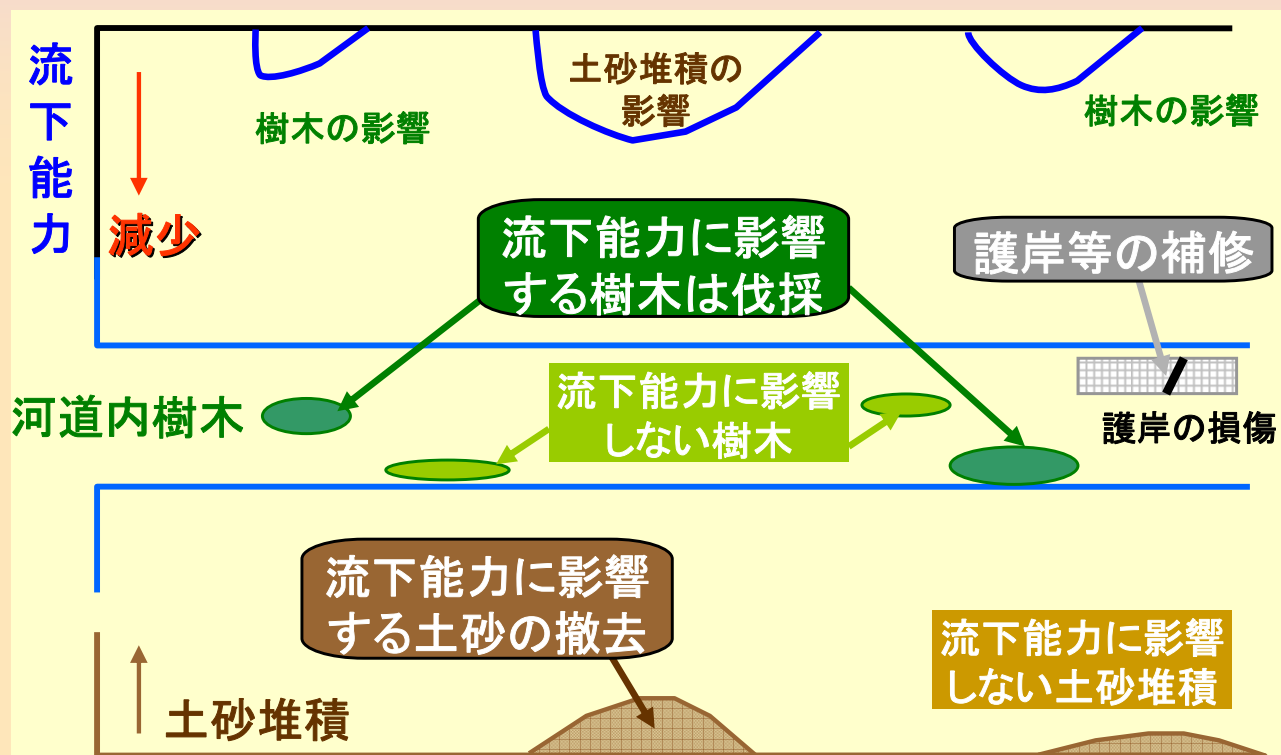 流下能力
減少
樹木の影響
土砂堆積の
影響
樹木の影響
流下能力に影響
する樹木は伐採
護岸等の補修
河道内樹木
流下能力に影響
しない樹木
護岸の損傷
流下能力に影響
する土砂の撤去
土砂堆積
流下能力に影響
しない土砂堆積